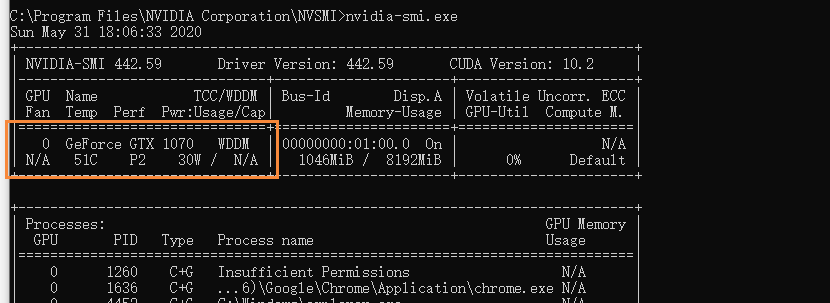 C:\Program Files\NVIDIA Corporation\NVSMI>nvidia-smi.exe
Sun May 31 18:06:33 2020
NVIDIA-SMI 442.59 Driver Version: 442.59 CUDA Version: 10.2
GPU Name TCC/WDDM | Bus-Id Disp.A | Volatile Uncorr. ECC
Fan Temp Perf Pwr:Usage/Cap | Memory-Usage | GPU-Util Compute M.
0 GeForce GTX 1070 WDDM | 00000000:01:00.0 On | N/A
N/A 51C P2 30W / N/A | 1046MiB / 8192MiB | 0% Default
Processes: GPU Memory
GPU PID Type Process name Usage
0 1260 C+G Insufficient Permissions N/A
0 1636 C+G ...6)\Google\Chrome\Application\chrome.exe N/A